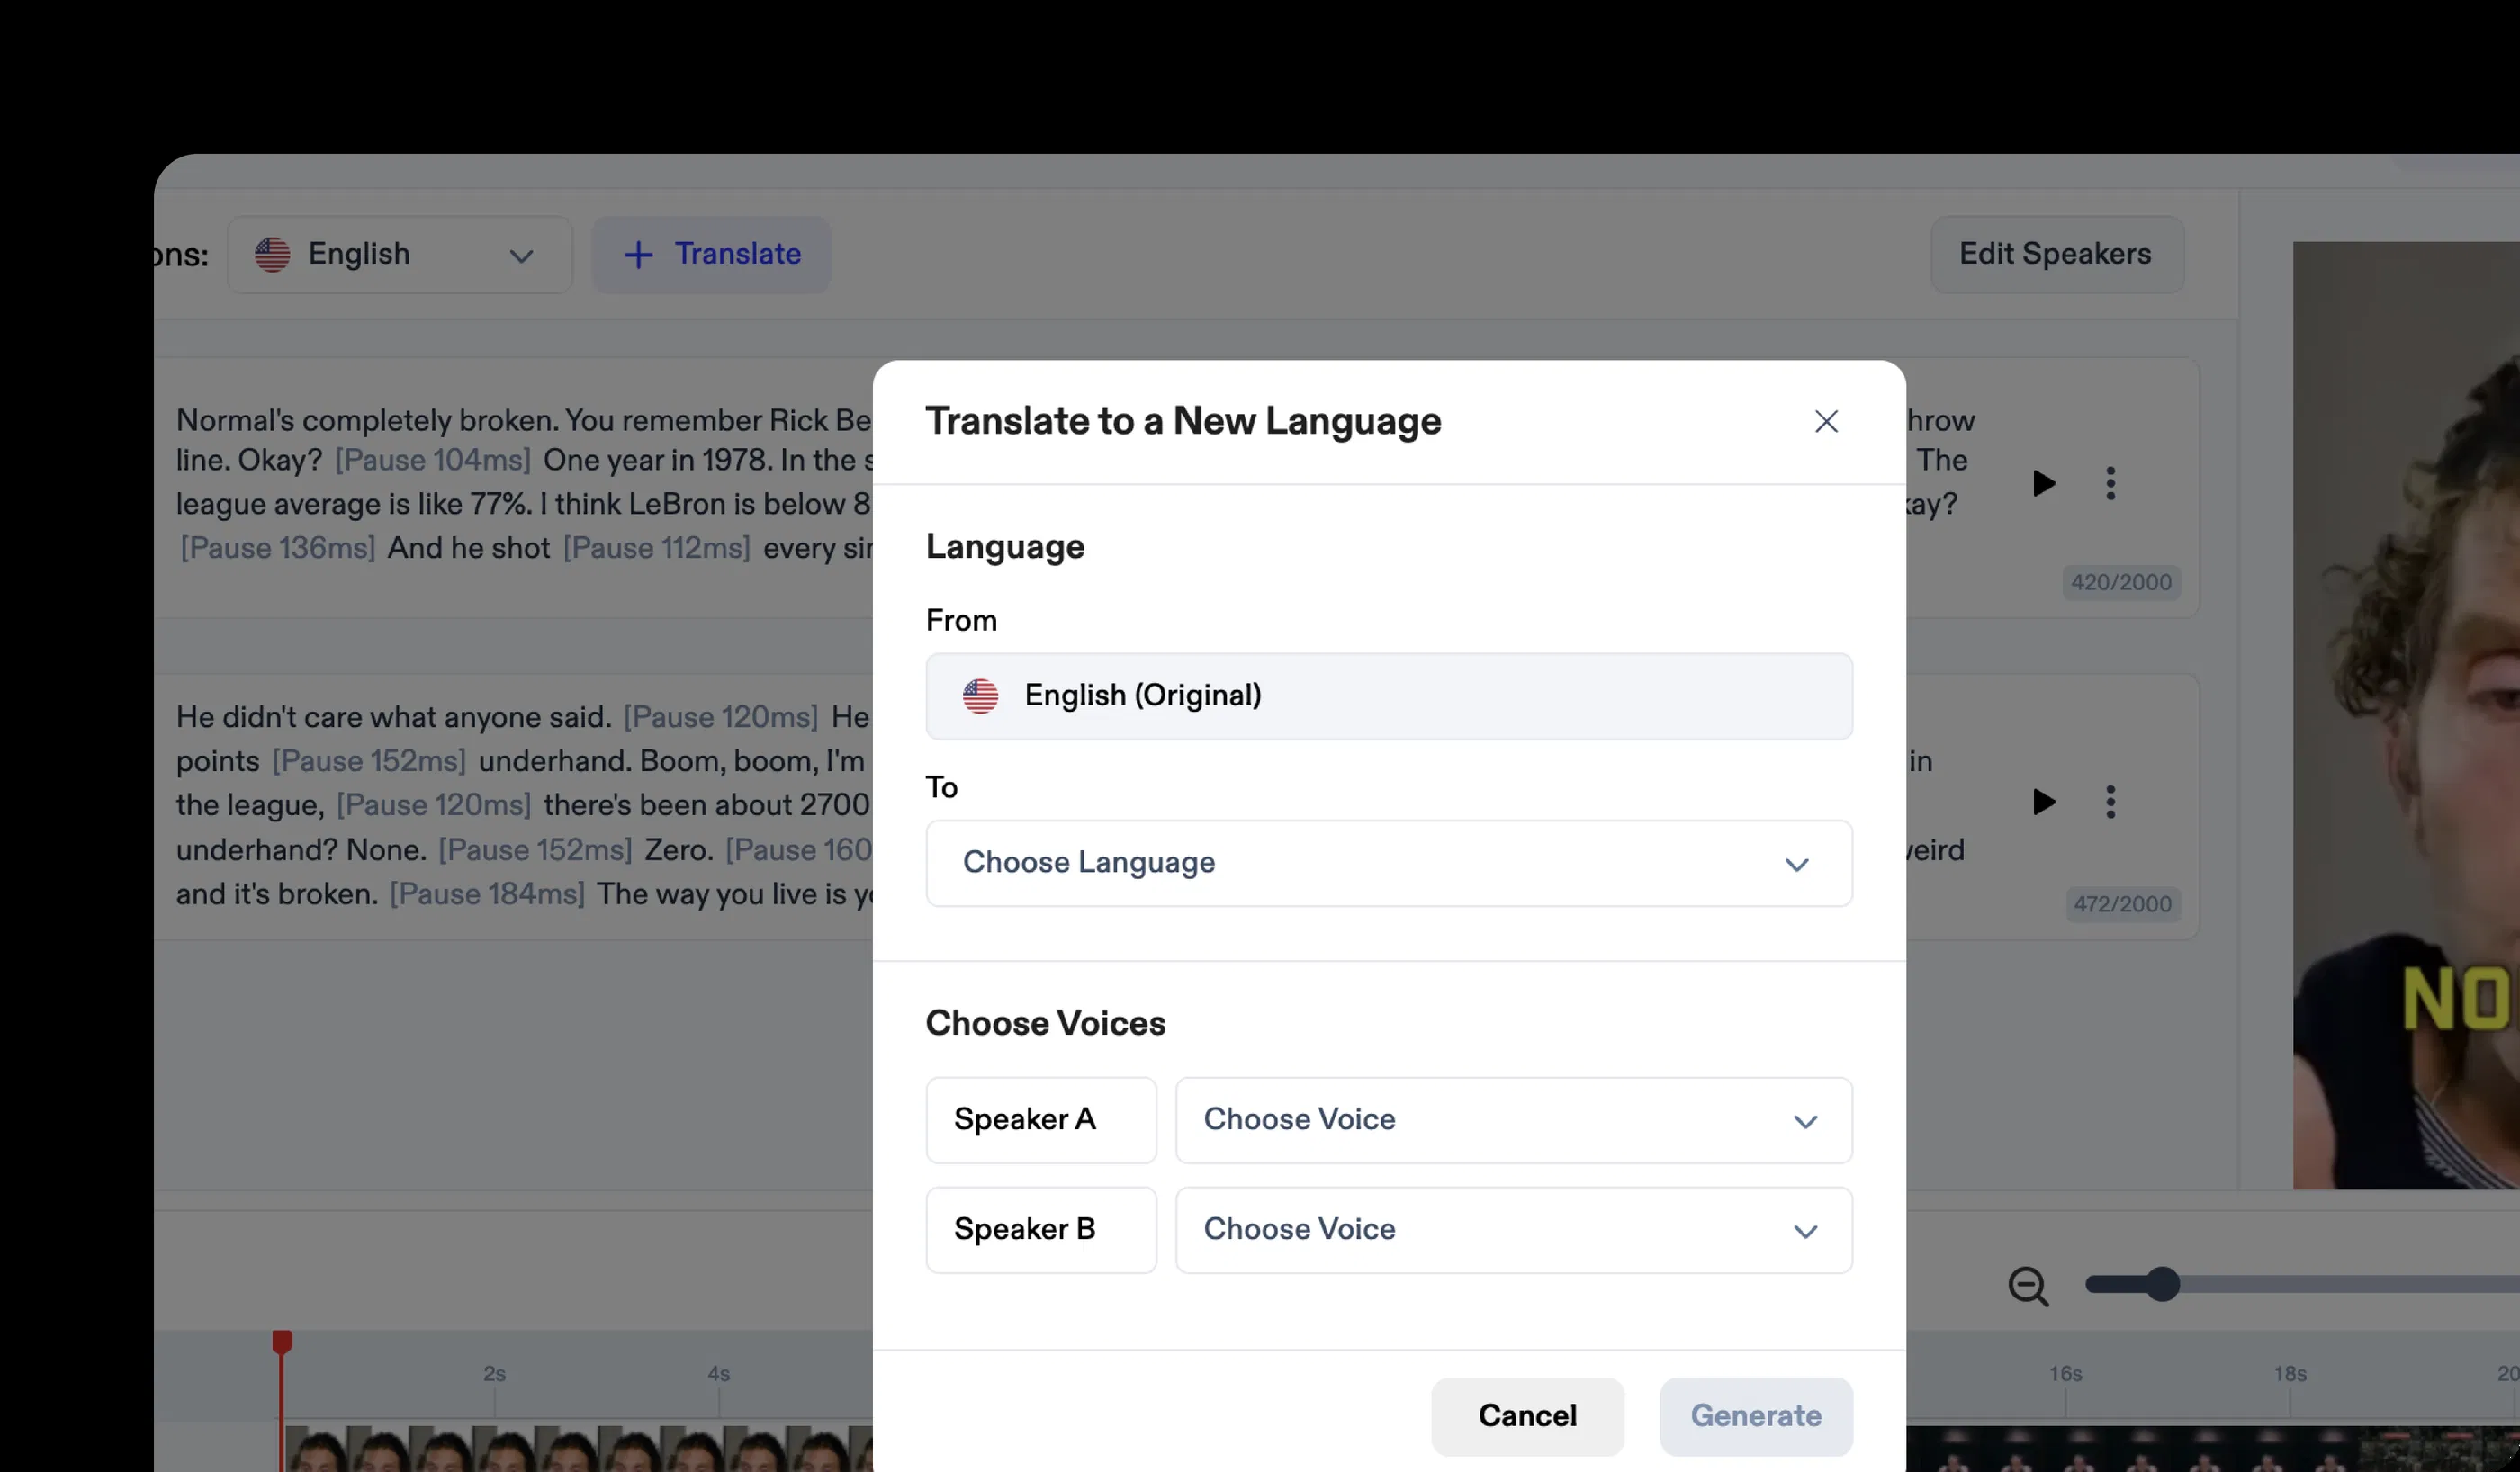 ons: English Translate Edit Speakers
Normal's completely broken. You remember Rick Be
line. Okay? [Pause 104ms] One year in 1978. In the s
league average is like 77%. I think LeBron is below 8
[Pause 136ms] And he shot [Pause 112ms] every sin
hrow
The
kay?
420/2000
He didn't care what anyone said. [Pause 120ms] He
points [Pause 152ms] underhand. Boom, boom, I'm
the league, [Pause 120ms] there's been about 2700
underhand? None. [Pause 152ms] Zero. [Pause 160
and it's broken. [Pause 184ms] The way you live is yo
in
weird
472/2000
Translate to a New Language
Language
From
English (Original)
To
Choose Language
Choose Voices
Speaker A Choose Voice
Speaker B Choose Voice
Cancel Generate
NO
2s 4s 16s 18s 20